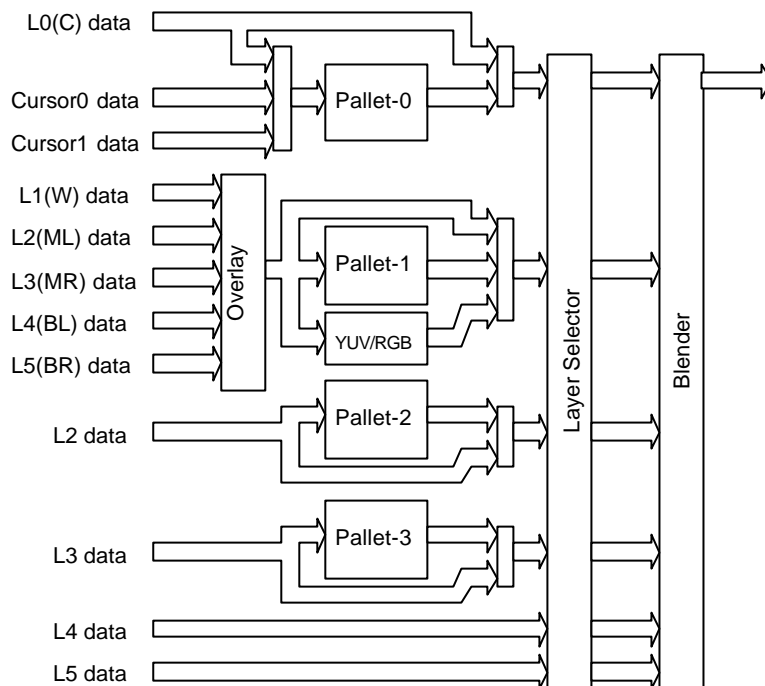 L0(C) data
Cursor0 data
Pallet-0
Cursor1 data
L1(W) data
L2(ML) data
L3(MR) data
L4(BL) data
L5(BR) data
Overlay
Pallet-1
YUV/RGB
Pallet-2
L2 data
Pallet-3
L3 data
L4 data
L5 data
Layer Selector
Blender